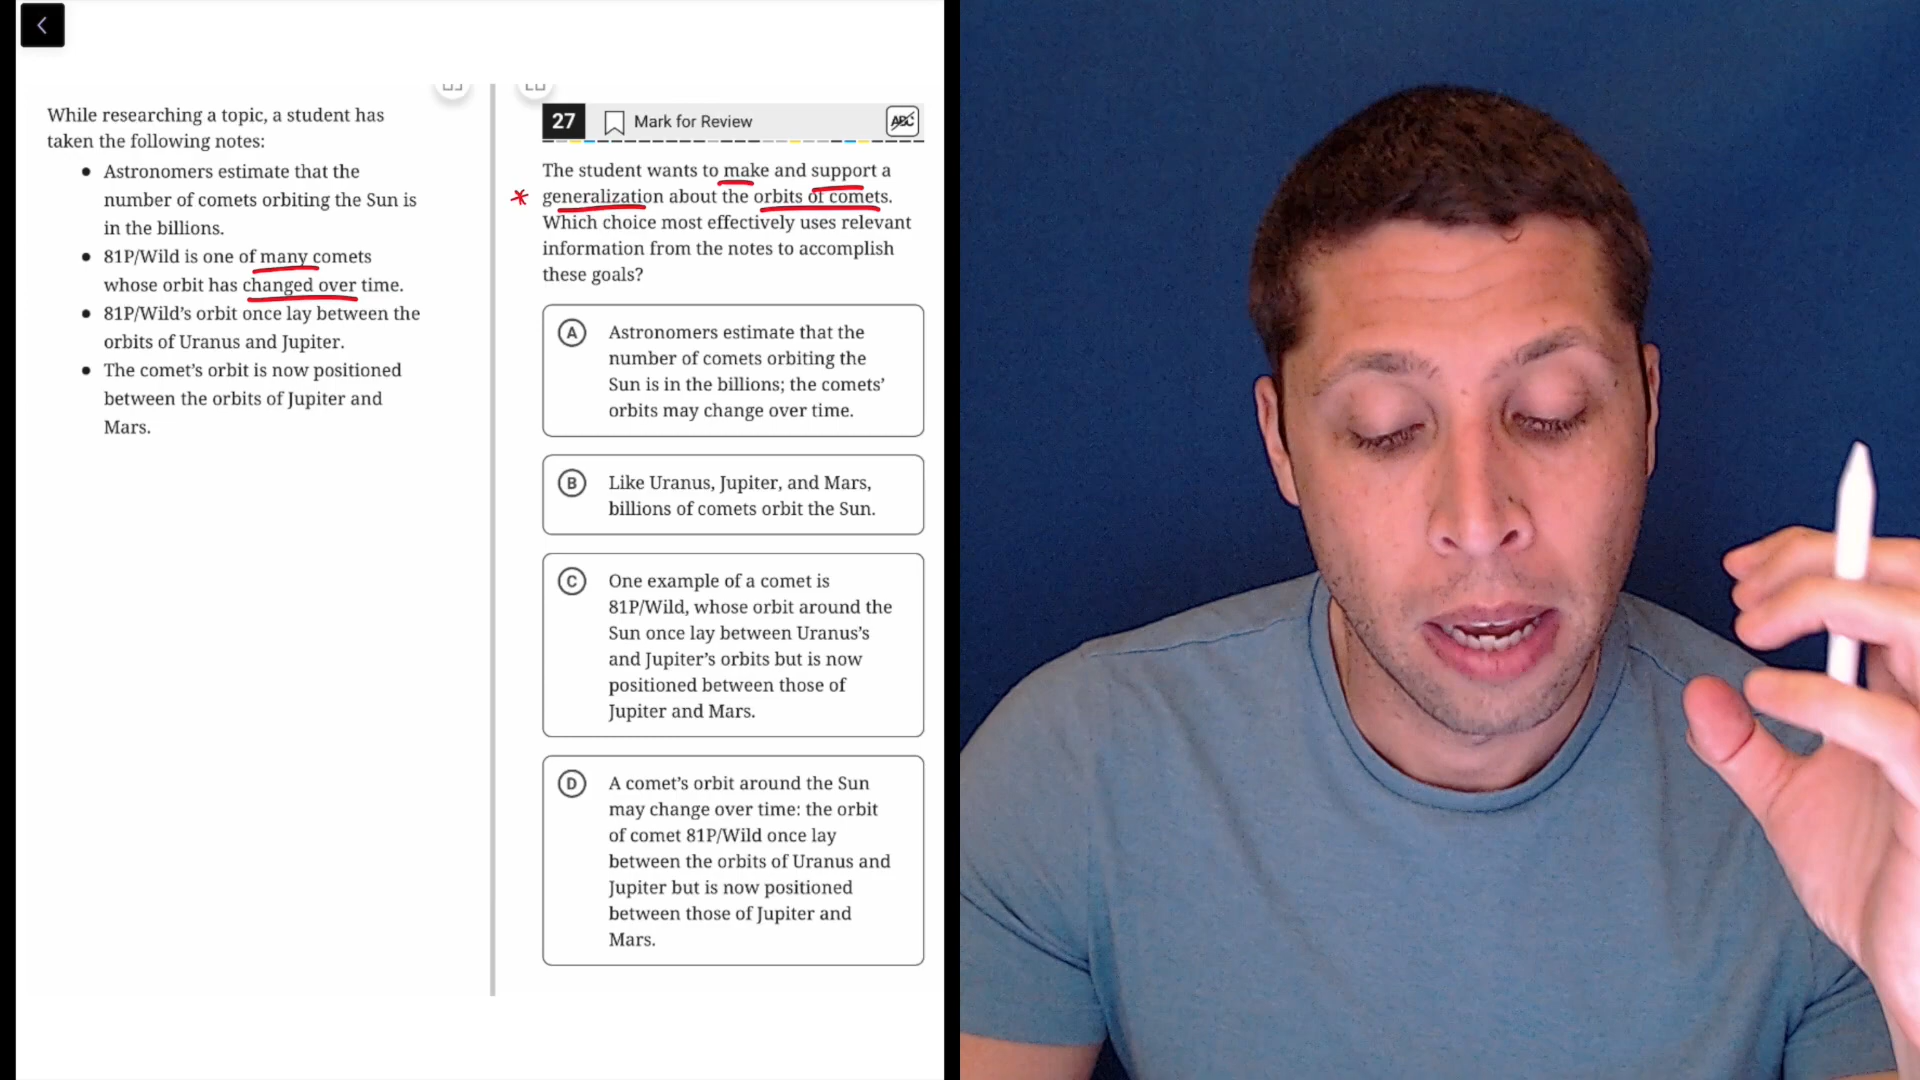 While researching a topic, a student has
taken the following notes:
Astronomers estimate that the
number of comets orbiting the Sun is
in the billions.
81P/Wild is one of many comets
whose orbit has changed over time.
81P/Wild's orbit once lay between the
orbits of Uranus and Jupiter.
The comet's orbit is now positioned
between the orbits of Jupiter and
Mars.
27 Mark for Review ABC
The student wants to make and support a
generalization about the orbits of comets.
Which choice most effectively uses relevant
information from the notes to accomplish
these goals?
A Astronomers estimate that the
number of comets orbiting the
Sun is in the billions; the comets'
orbits may change over time.
B Like Uranus, Jupiter, and Mars,
billions of comets orbit the Sun.
C One example of a comet is
81P/Wild, whose orbit around the
Sun once lay between Uranus's
and Jupiter's orbits but is now
positioned between those of
Jupiter and Mars.
D A comet's orbit around the Sun
may change over time: the orbit
of comet 81P/Wild once lay
between the orbits of Uranus and
Jupiter but is now positioned
between those of Jupiter and
Mars.